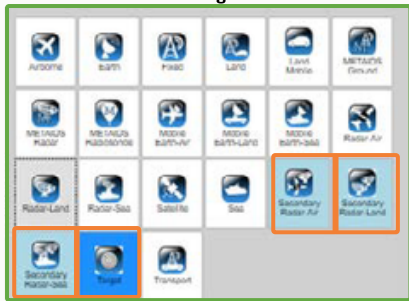 Airborne
Earth
Fixed
Land
Land
Mobile
METAIDS
Ground
METAIDS
Radar
METAIDS
Radiosonde
Mobile
Earth-Air
Mobile
Earth-Land
Mobile
Earth-Sea
Radar-Air
Radar-Land
Radar-Sea
Satellite
Sea
Secondary
Radar-Air
Secondary
Radar-Land
Secondary
Radar-Sea
Target
Transport